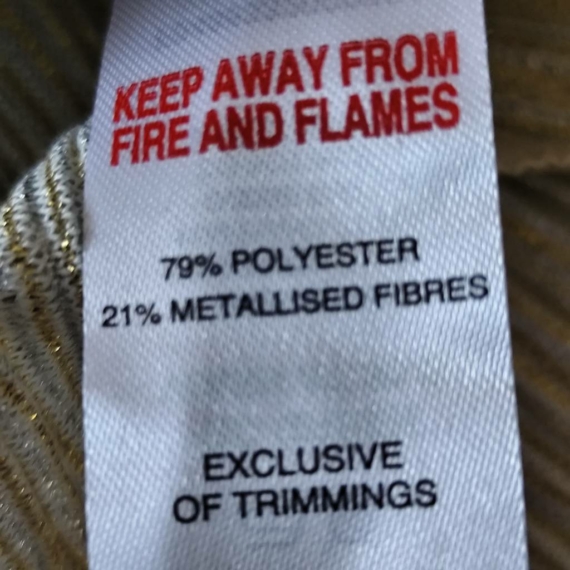 KEEP AWAY FROM
FIRE AND FLAMES
79% POLYESTER
21% METALLISED FIBRES
EXCLUSIVE
OF TRIMMINGS